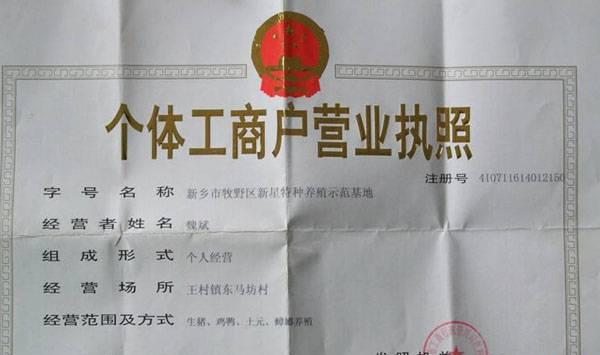 个体工商户营业执照
注册号 410711614012150
字号名称 新乡市牧野区新星特种养殖示范基地
经营者姓名 魏斌
组成形式 个人经营
经营场所 王村镇东马坊村
经营范围及方式 生猪、鸡鸭、土元、蟑螂养殖
发照机关